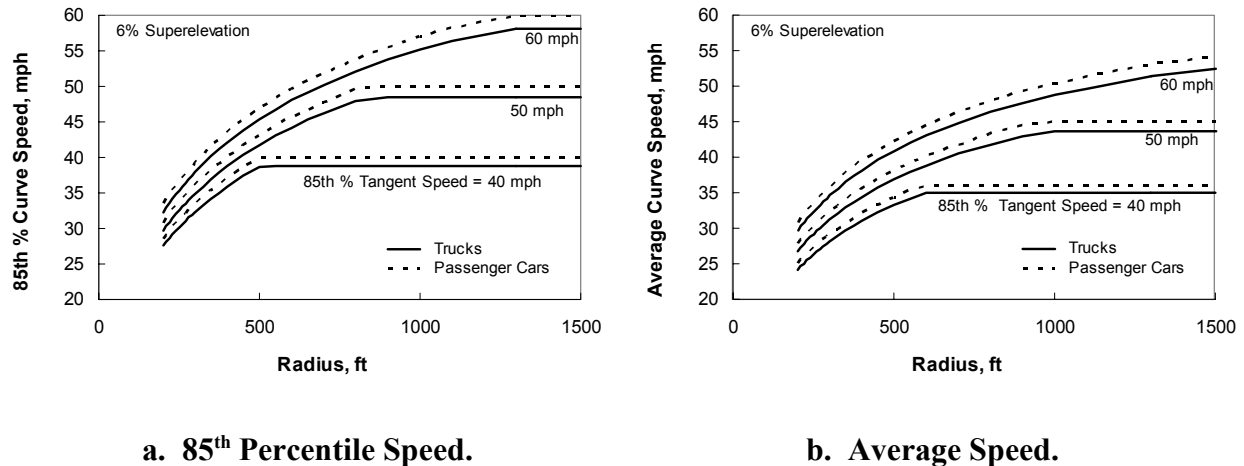 6% Superelevation
60 mph
50 mph
85th % Tangent Speed = 40 mph
Trucks
Passenger Cars
85th % Curve Speed, mph
60
55
50
45
40
35
30
25
20
0 500 1000 1500
Radius, ft
a. 85th Percentile Speed.
6% Superelevation
60 mph
50 mph
85th % Tangent Speed = 40 mph
Trucks
Passenger Cars
Average Curve Speed, mph
60
55
50
45
40
35
30
25
20
0 500 1000 1500
Radius, ft
b. Average Speed.